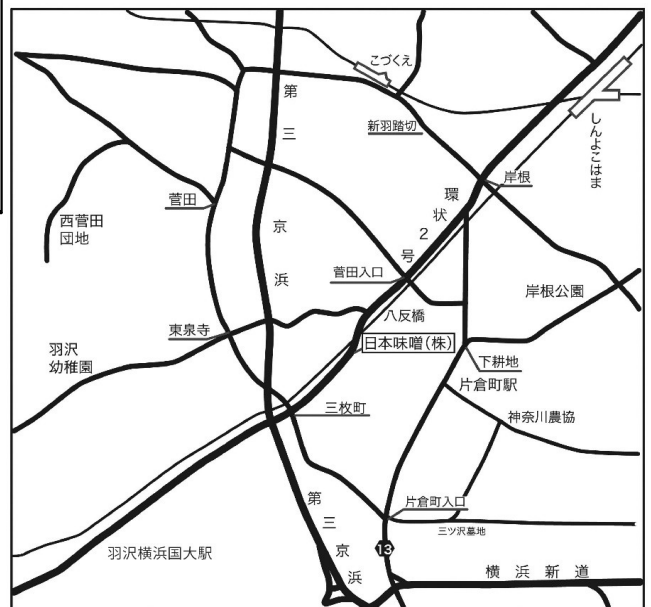 こづくえ
第三京浜
新羽踏切
しんよこはま
岸根
環状2号
菅田
西菅田
団地
菅田入口
岸根公園
八反橋
東泉寺
日本味噌(株)
羽沢
幼稚園
下耕地
片倉町駅
三枚町
神奈川農協
第三京浜
片倉町入口
三ツ沢墓地
13
羽沢横浜国大駅
横浜新道